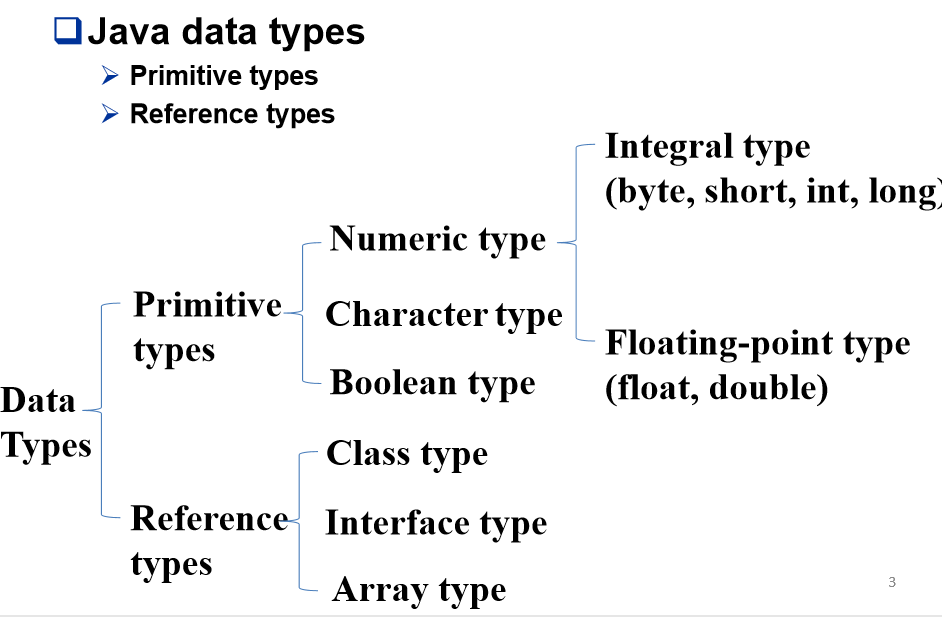 Java data types
Primitive types
Reference types
Integral type
(byte, short, int, long)
Numeric type
Primitive
types
Character type
Floating-point type
(float, double)
Boolean type
Data
Types
Class type
Reference
types
Interface type
Array type
3